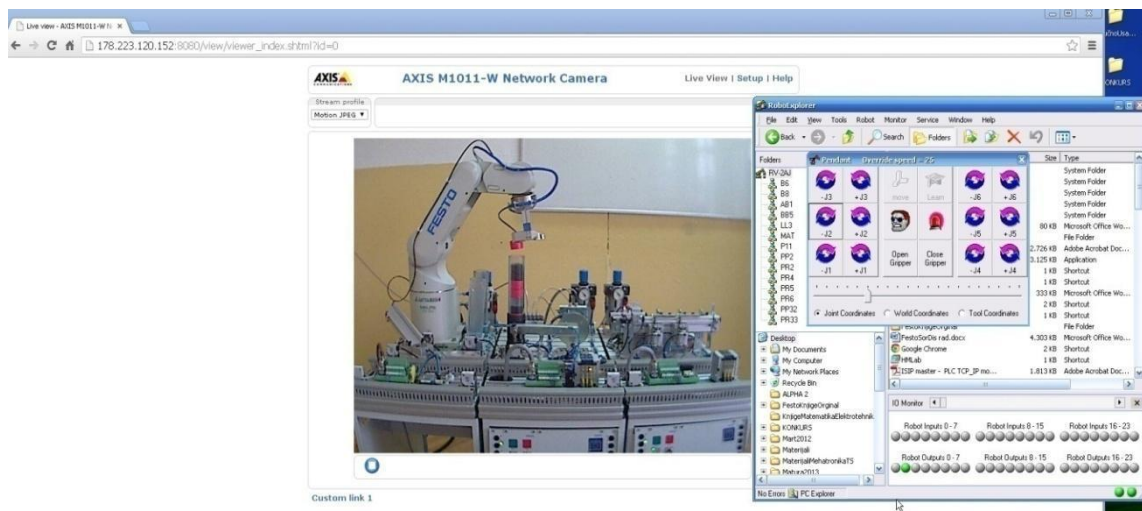 Live view - AXIS M1011-W N
178.223.120.152:8080/view/viewer_index.shtml?id=0
AXIS
COMMUNICATIONS
AXIS M1011-W Network Camera
Live View | Setup | Help
Stream profile
Motion JPEG
FESTO
Custom link 1
KONKURS
RobotExplorer
File Edit View Tools Robot Monitor Service Window Help
Back Search Folders
Folders
Size Type
Pendant Override speed = 25
-J3 +J3 Move Learn -J6 +J6
-J2 +J2 -J5 +J5
-J1 +J1 Open Gripper Close Gripper -J4 +J4
Joint Coordinates World Coordinates Tool Coordinates
RV-2AJ
B6
B8
AB1
BB5
LL3
MAT
P11
PP2
PR2
PR4
PR5
PR6
PP32
PR33
System Folder
System Folder
System Folder
System Folder
System Folder
80 KB Microsoft Office Wo...
File Folder
2.726 KB Adobe Acrobat Doc...
3.125 KB Application
1 KB Shortcut
1 KB Shortcut
333 KB Microsoft Office Wo...
2 KB Shortcut
1 KB Shortcut
File Folder
FestoSorDis rad.docx 4.303 KB Microsoft Office Wo...
Google Chrome 2 KB Shortcut
HMLab 1 KB Shortcut
ISIP master - PLC TCP_IP mo... 1.813 KB Adobe Acrobat Doc...
Desktop
My Documents
My Computer
My Network Places
Recycle Bin
ALPHA 2
FestoKnjigeOrginal
KnjigeMatematikaElektrotehnik
KONKURS
Mart2012
Materijali
MaterijaliMehatronikaTS
Matura2013
IO Monitor
Robot Inputs 0 - 7 Robot Inputs 8 - 15 Robot Inputs 16 - 23
Robot Outputs 0 - 7 Robot Outputs 8 - 15 Robot Outputs 16 - 23
No Errors PC Explorer